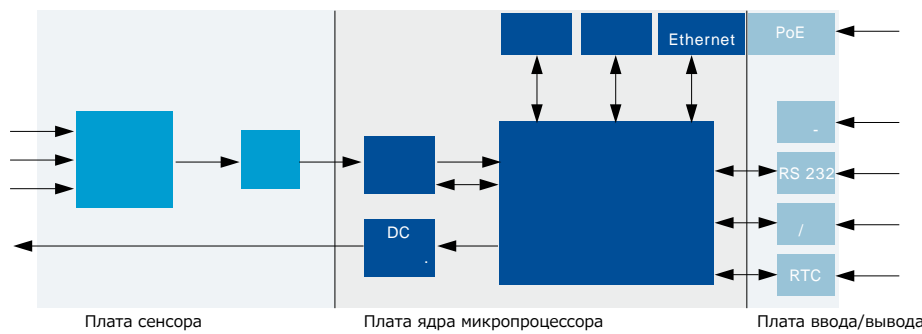 Ethernet
PoE
-
RS 232
DC
.
/
RTC
Плата сенсора
Плата ядра микропроцессора
Плата ввода/вывода